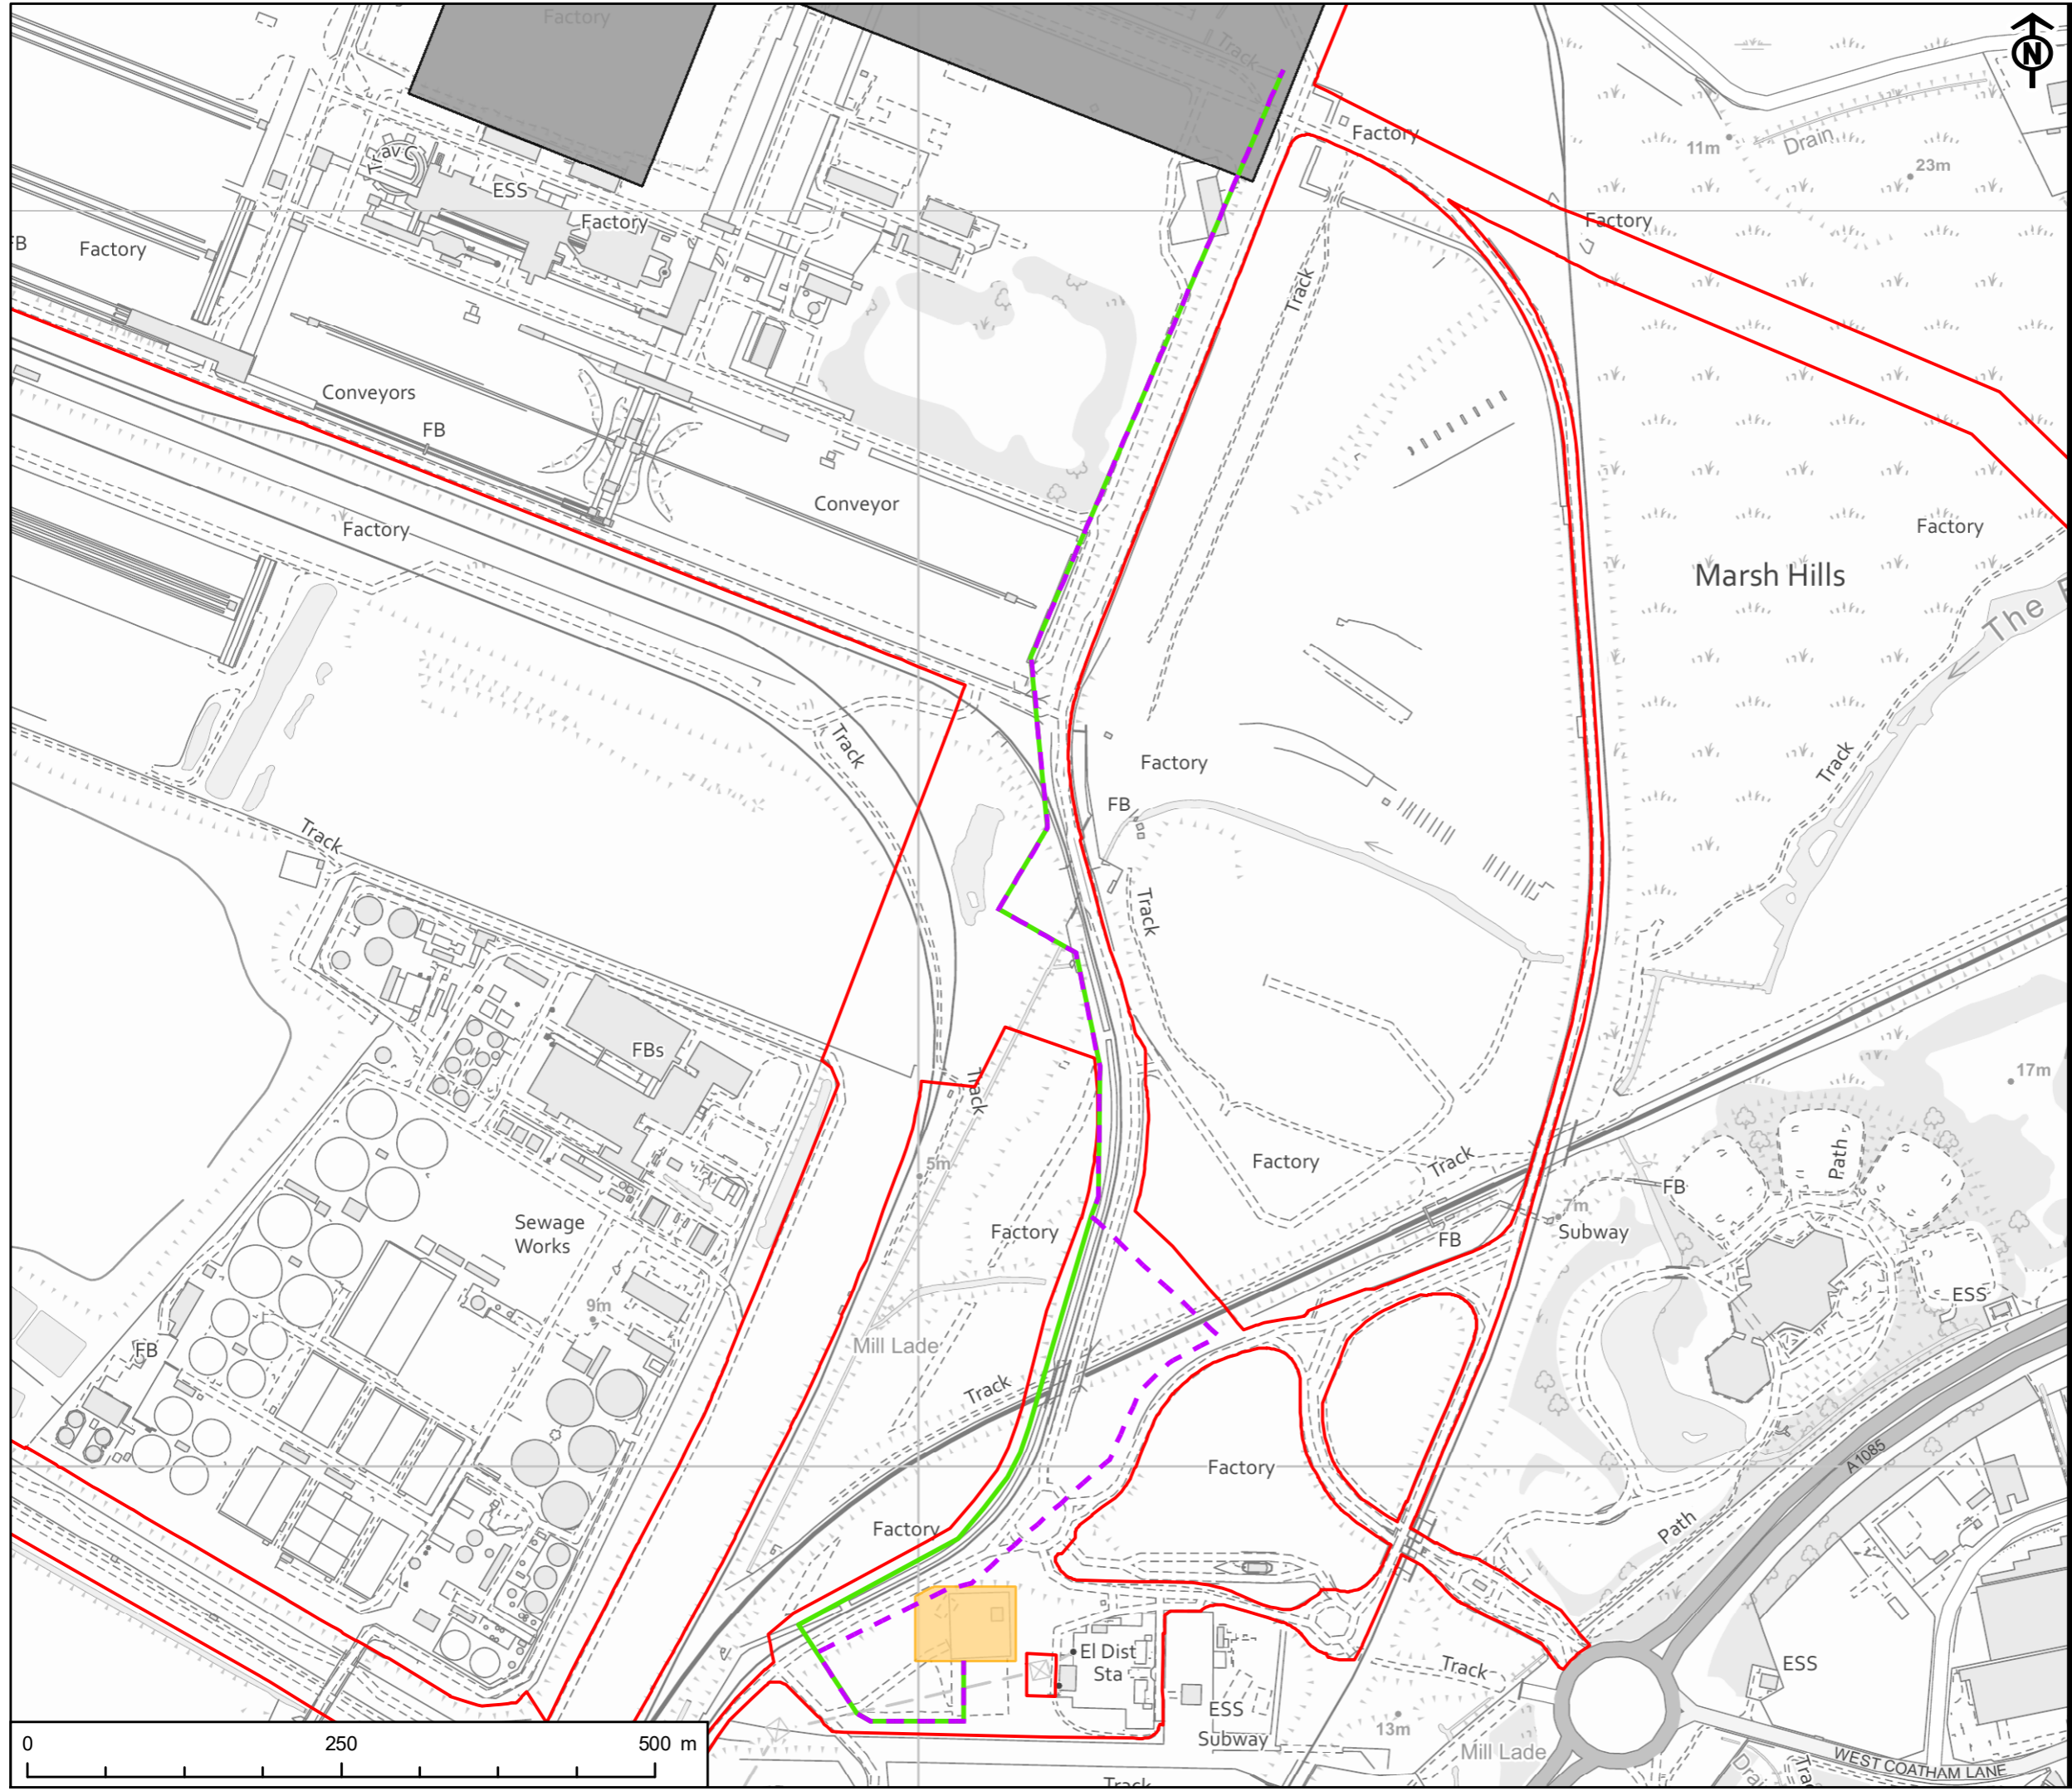 Factory
Track
N
Factory
11m
Drain
23m
ESS
Factory
Factory
FB
Factory
Track
Conveyors
FB
Conveyor
Factory
Factory
Marsh Hills
The
Track
Factory
Track
FB
Track
Track
FBs
Track
17m
5m
Factory
Track
Path
FB
7m
Sewage
Works
Factory
FB
Subway
ESS
9m
Mill Lade
FB
Track
A1085
Factory
Factory
Path
El Dist
Sta
Track
ESS
ESS
Subway
13m
Mill Lade
WEST COATHAM LANE
0 250 500 m
Track